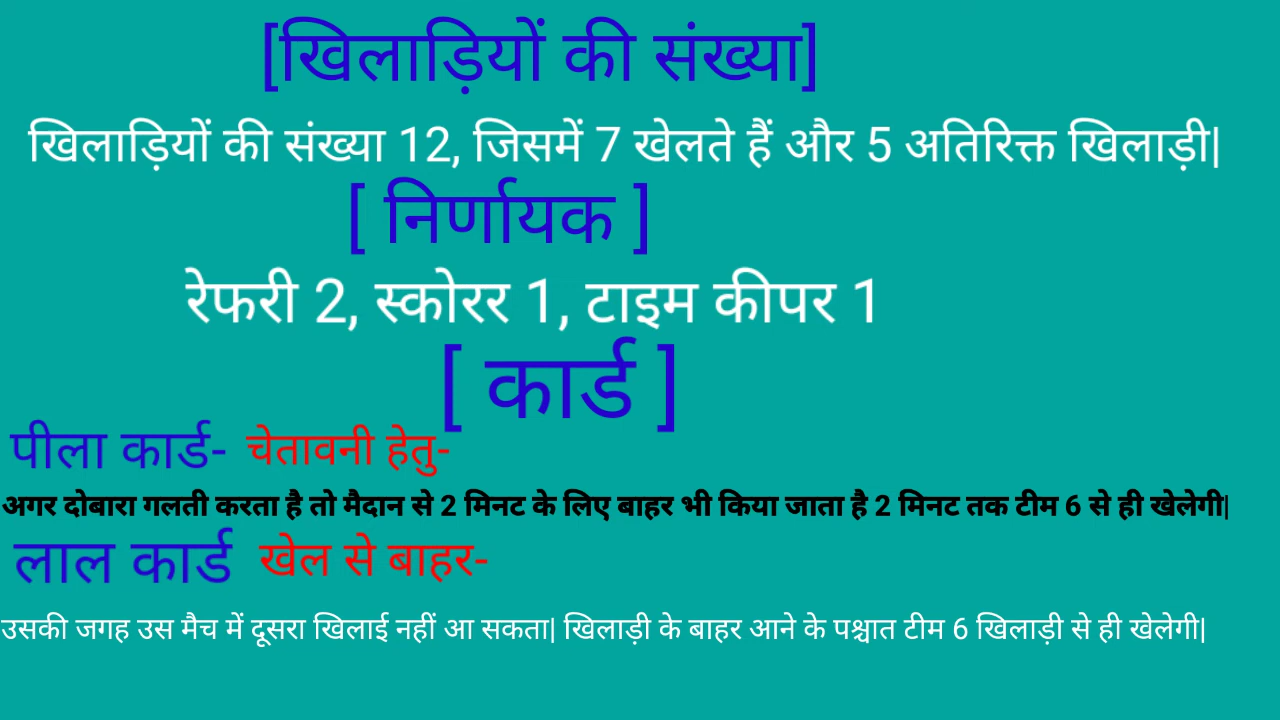 [खिलाड़ियों की संख्या]
खिलाड़ियों की संख्या 12, जिसमें 7 खेलते हैं और 5 अतिरिक्त खिलाड़ी|
[ निर्णायक ]
रेफरी 2, स्कोरर 1, टाइम कीपर 1
[ कार्ड ]
पीला कार्ड- चेतावनी हेतु-
अगर दोबारा गलती करता है तो मैदान से 2 मिनट के लिए बाहर भी किया जाता है 2 मिनट तक टीम 6 से ही खेलेगी|
लाल कार्ड खेल से बाहर-
उसकी जगह उस मैच में दूसरा खिलाई नहीं आ सकता| खिलाड़ी के बाहर आने के पश्चात टीम 6 खिलाड़ी से ही खेलेगी|